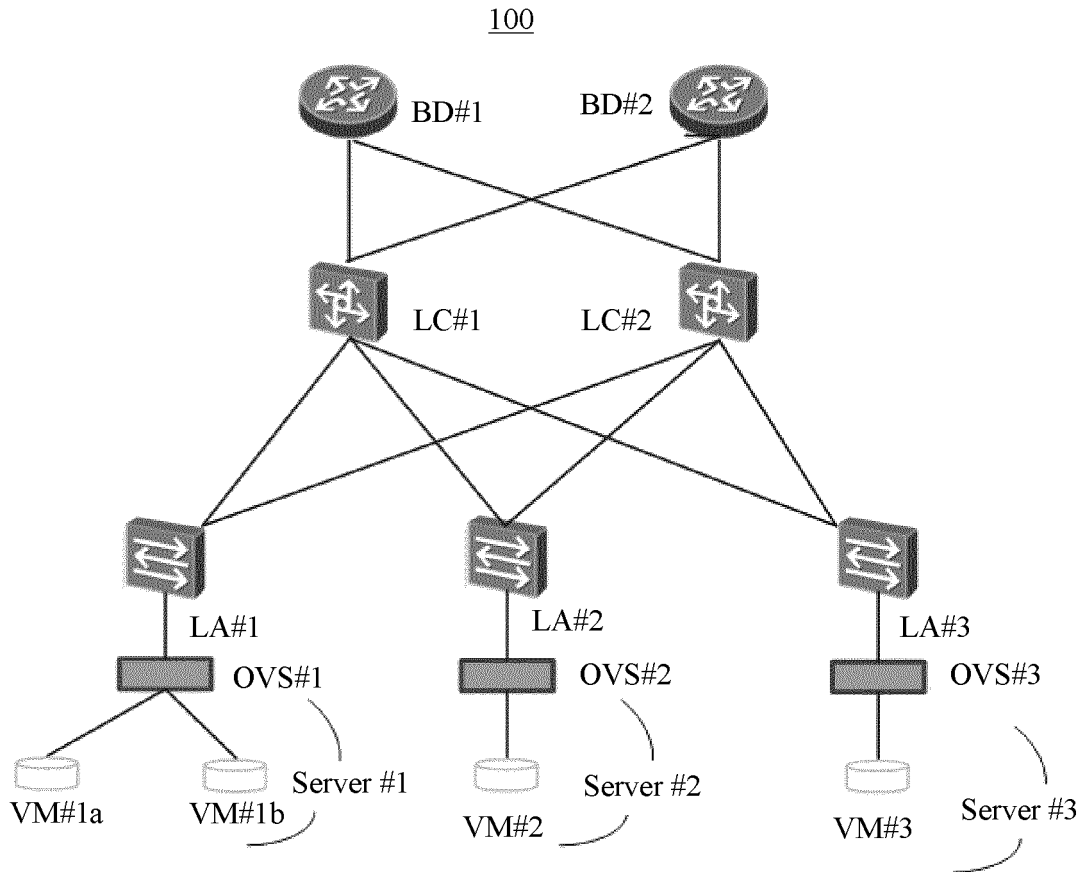 100
BD#1
BD#2
LC#1
LC#2
LA#1
LA#2
LA#3
OVS#1
OVS#2
OVS#3
VM#1a
VM#1b
Server #1
VM#2
Server #2
VM#3
Server #3